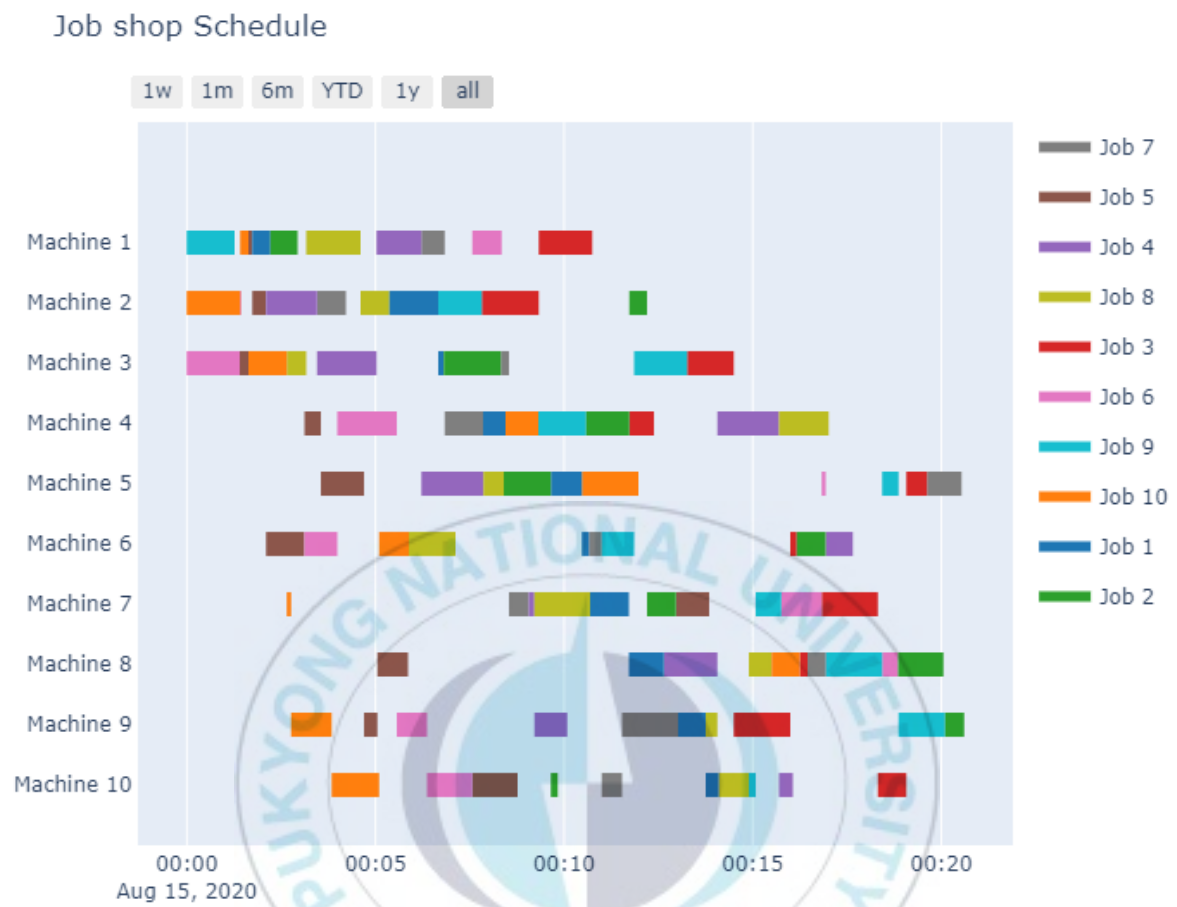 Job shop Schedule
1w 1m 6m YTD 1y all
Job 7
Job 5
Job 4
Job 8
Job 3
Job 6
Job 9
Job 10
Job 1
Job 2
Machine 1
Machine 2
Machine 3
Machine 4
Machine 5
Machine 6
Machine 7
Machine 8
Machine 9
Machine 10
00:00 00:05 00:10 00:15 00:20
Aug 15, 2020
PUKYONG NATIONAL UNIVERSITY